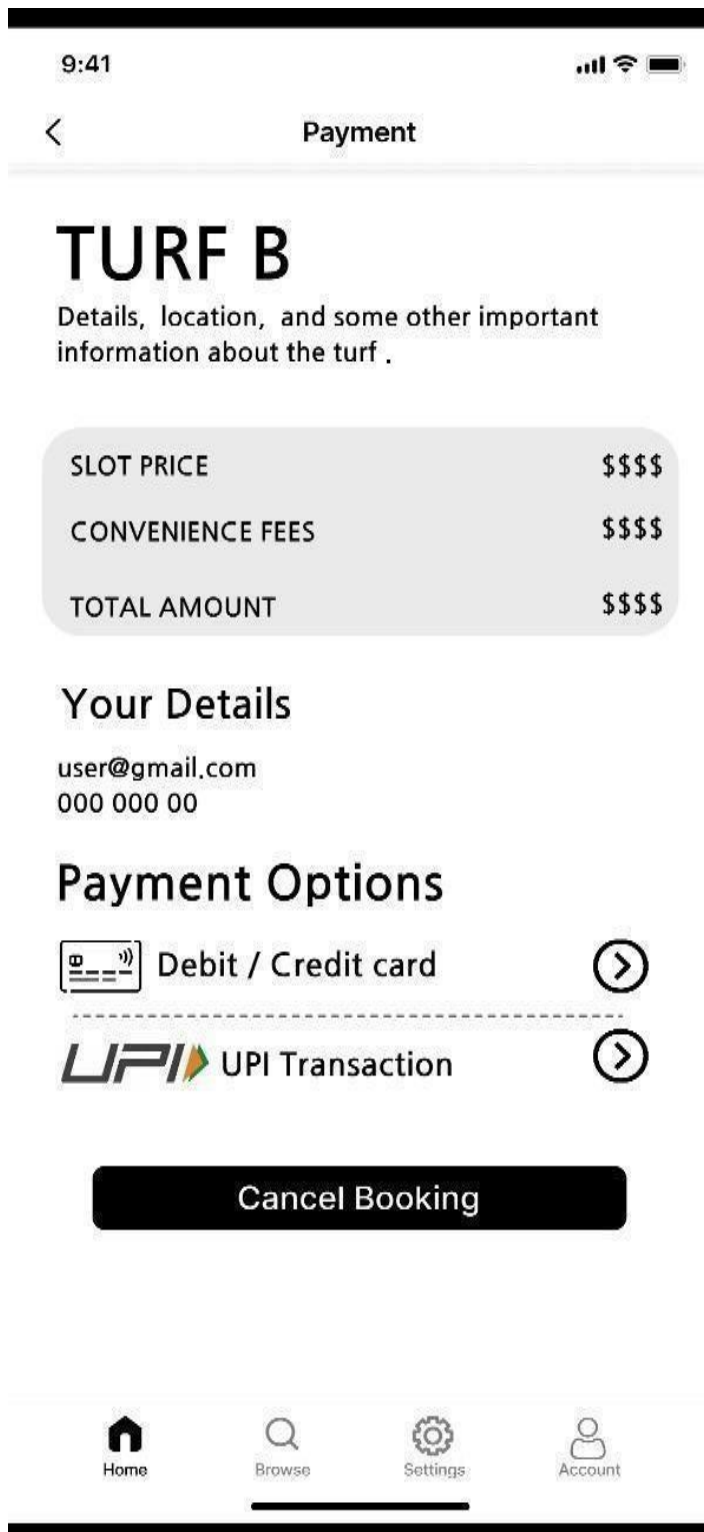 9:41
Payment
TURF B
Details, location, and some other important
information about the turf .
SLOT PRICE $$$$
CONVENIENCE FEES $$$$
TOTAL AMOUNT $$$$
Your Details
user@gmail.com
000 000 00
Payment Options
Debit / Credit card
UPI UPI Transaction
Cancel Booking
Home Browse Settings Account